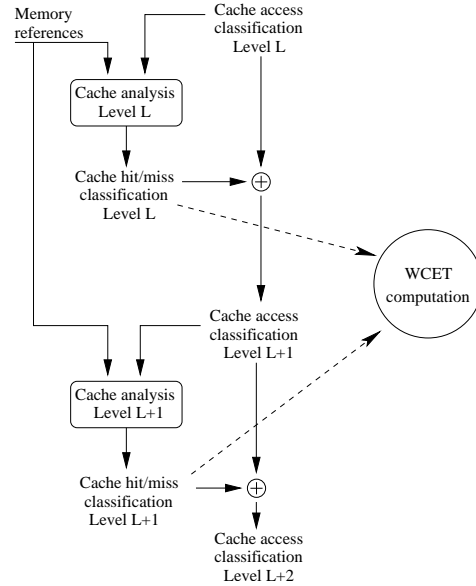 Memory
references
Cache access
classification
Level L
Cache analysis
Level L
Cache hit/miss
classification
Level L
WCET
computation
Cache access
classification
Level L+1
Cache analysis
Level L+1
Cache hit/miss
classification
Level L+1
Cache access
classification
Level L+2